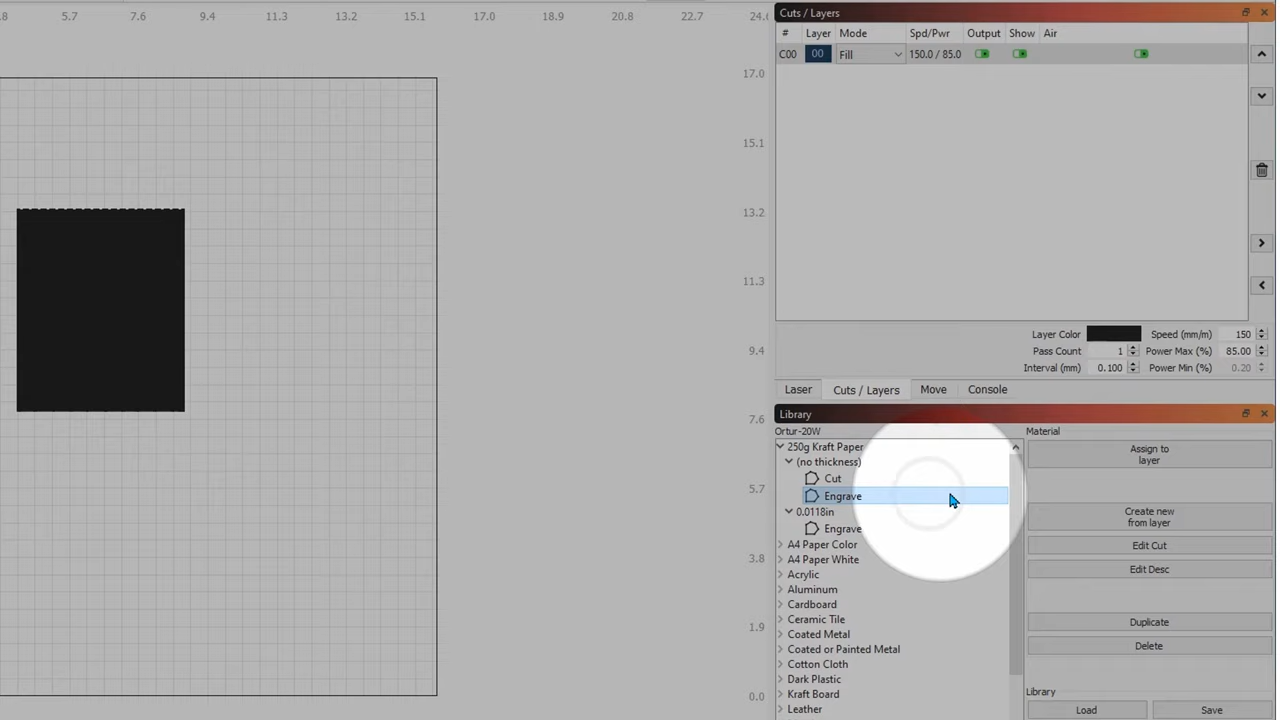 .8 5.7 7.6 9.4 11.3 13.2 15.1 17.0 18.9 20.8 22.7 24.6
17.0
15.1
13.2
11.3
9.4
7.6
5.7
3.8
1.9
0.0
Cuts / Layers
# Layer Mode Spd/Pwr Output Show Air
C00 00 Fill 150.0 / 85.0
Layer Color Speed (mm/m) 150
Pass Count 1 Power Max (%) 85.00
Interval (mm) 0.100 Power Min (%) 0.20
Laser Cuts / Layers Move Console
Library
Ortur-20W
250g Kraft Paper
(no thickness)
Cut
Engrave
0.0118in
Engrave
A4 Paper Color
A4 Paper White
Acrylic
Aluminum
Cardboard
Ceramic Tile
Coated Metal
Coated or Painted Metal
Cotton Cloth
Dark Plastic
Kraft Board
Leather
Material
Assign to
layer
Create new
from layer
Edit Cut
Edit Desc
Duplicate
Delete
Library
Load Save